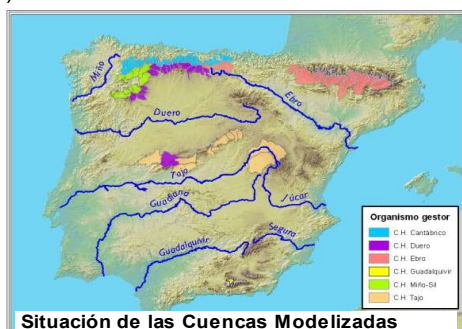 Miño
Ebro
Duero
Tajo
Guadiana
Júcar
Guadalquivir
Segura
Organismo gestor
C.H. Cantábrico
C.H. Duero
C.H. Ebro
C.H. Guadalquivir
C.H. Miño-Sil
C.H. Tajo
Situación de las Cuencas Modelizadas